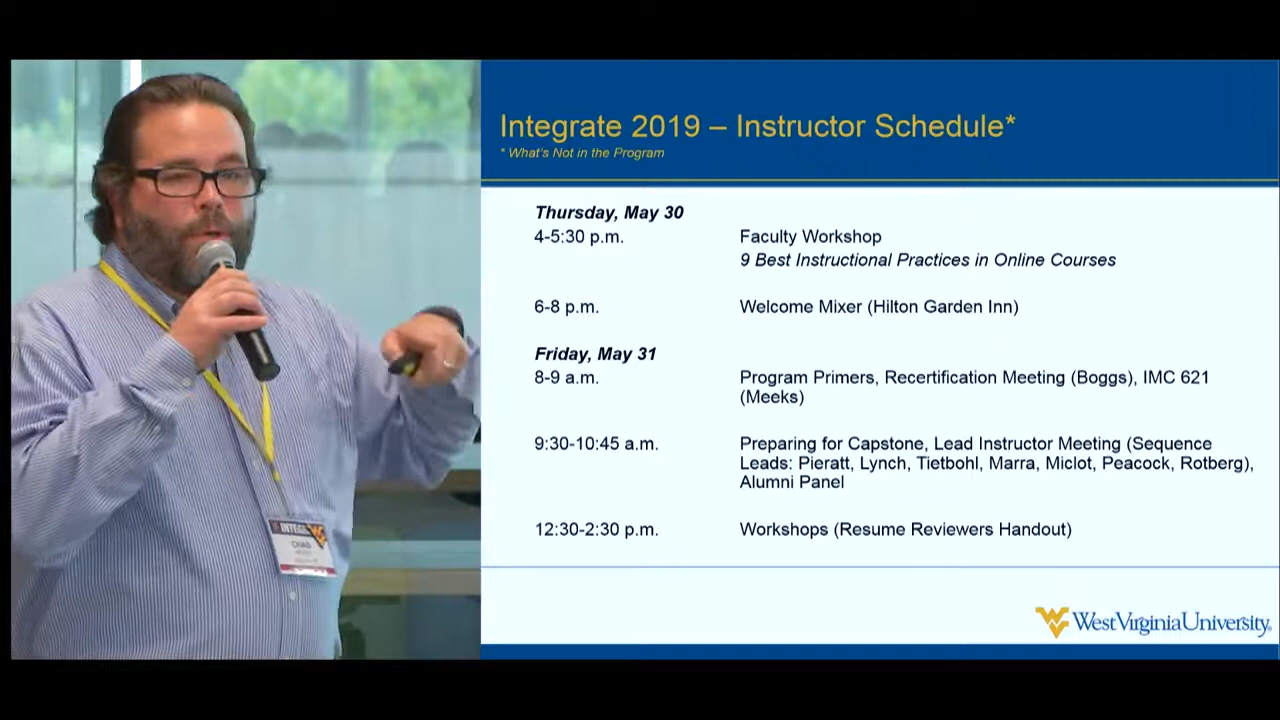 Integrate 2019 – Instructor Schedule*
* What's Not in the Program
Thursday, May 30
4-5:30 p.m. Faculty Workshop
9 Best Instructional Practices in Online Courses
6-8 p.m. Welcome Mixer (Hilton Garden Inn)
Friday, May 31
8-9 a.m. Program Primers, Recertification Meeting (Boggs), IMC 621
(Meeks)
9:30-10:45 a.m. Preparing for Capstone, Lead Instructor Meeting (Sequence
Leads: Pieratt, Lynch, Tietbohl, Marra, Miclot, Peacock, Rotberg),
Alumni Panel
12:30-2:30 p.m. Workshops (Resume Reviewers Handout)
WestVirginiaUniversity®
INTEGR
CHAD